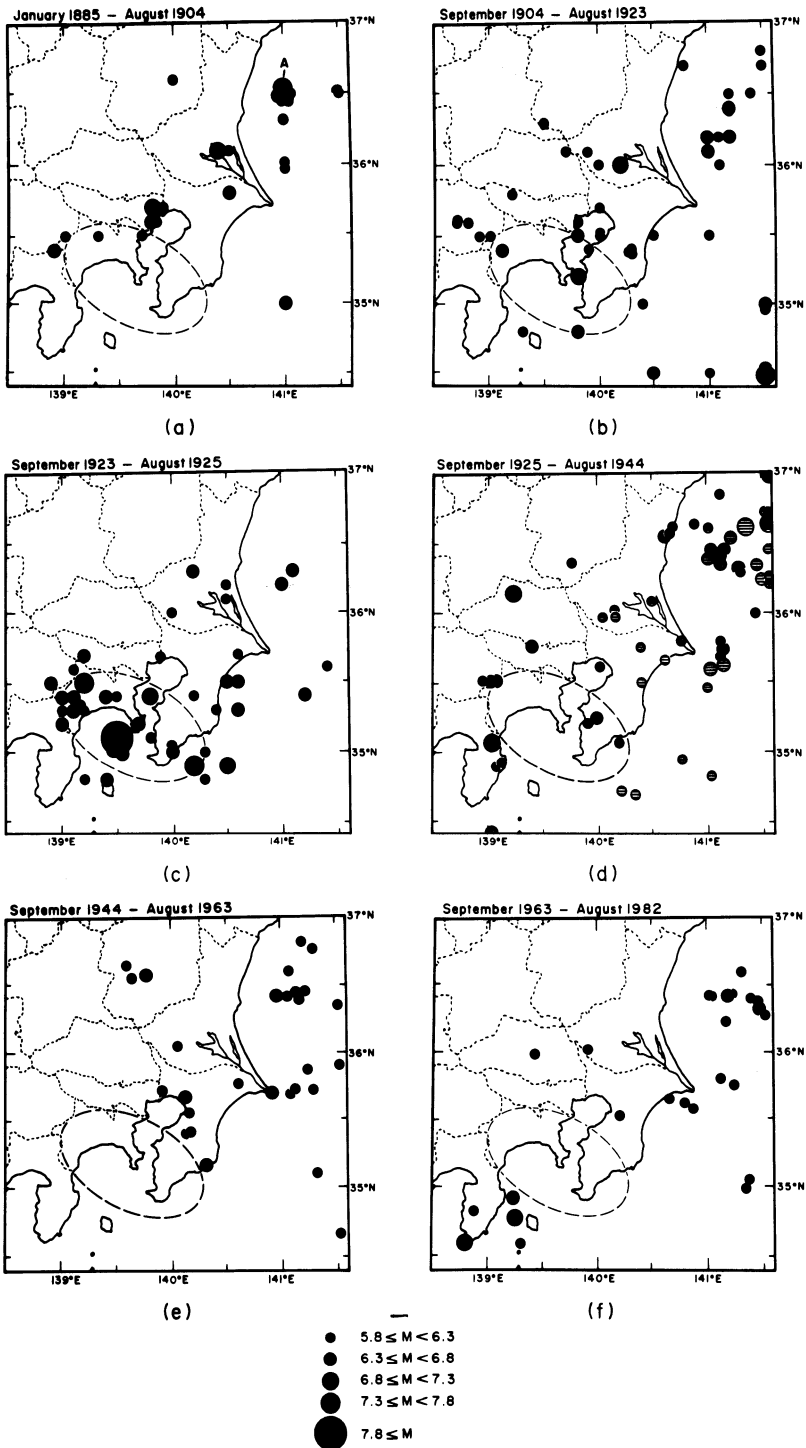 January 1885 – August 1904
37°N
A
36°N
35°N
139°E 140°E 141°E
(a)
September 1904 – August 1923
37°N
36°N
35°N
139°E 140°E 141°E
(b)
September 1923 – August 1925
37°N
36°N
35°N
139°E 140°E 141°E
(c)
September 1925 – August 1944
37°N
36°N
35°N
139°E 140°E 141°E
(d)
September 1944 – August 1963
37°N
36°N
35°N
139°E 140°E 141°E
(e)
September 1963 – August 1982
37°N
36°N
35°N
139°E 140°E 141°E
(f)
5.8 ≤ M < 6.3
6.3 ≤ M < 6.8
6.8 ≤ M < 7.3
7.3 ≤ M < 7.8
7.8 ≤ M